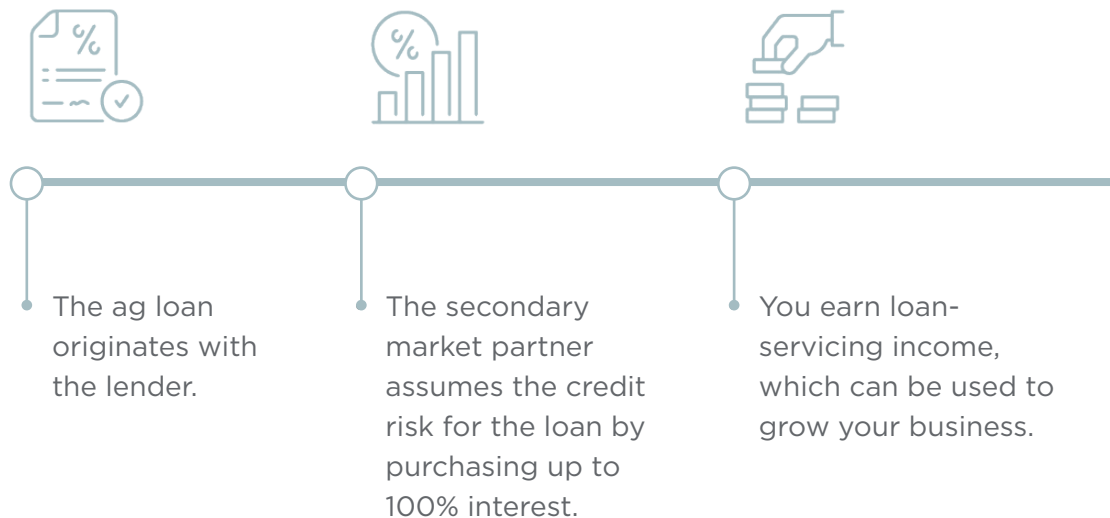 %
%
The ag loan
originates with
the lender.
The secondary
market partner
assumes the credit
risk for the loan by
purchasing up to
100% interest.
You earn loan-
servicing income,
which can be used to
grow your business.